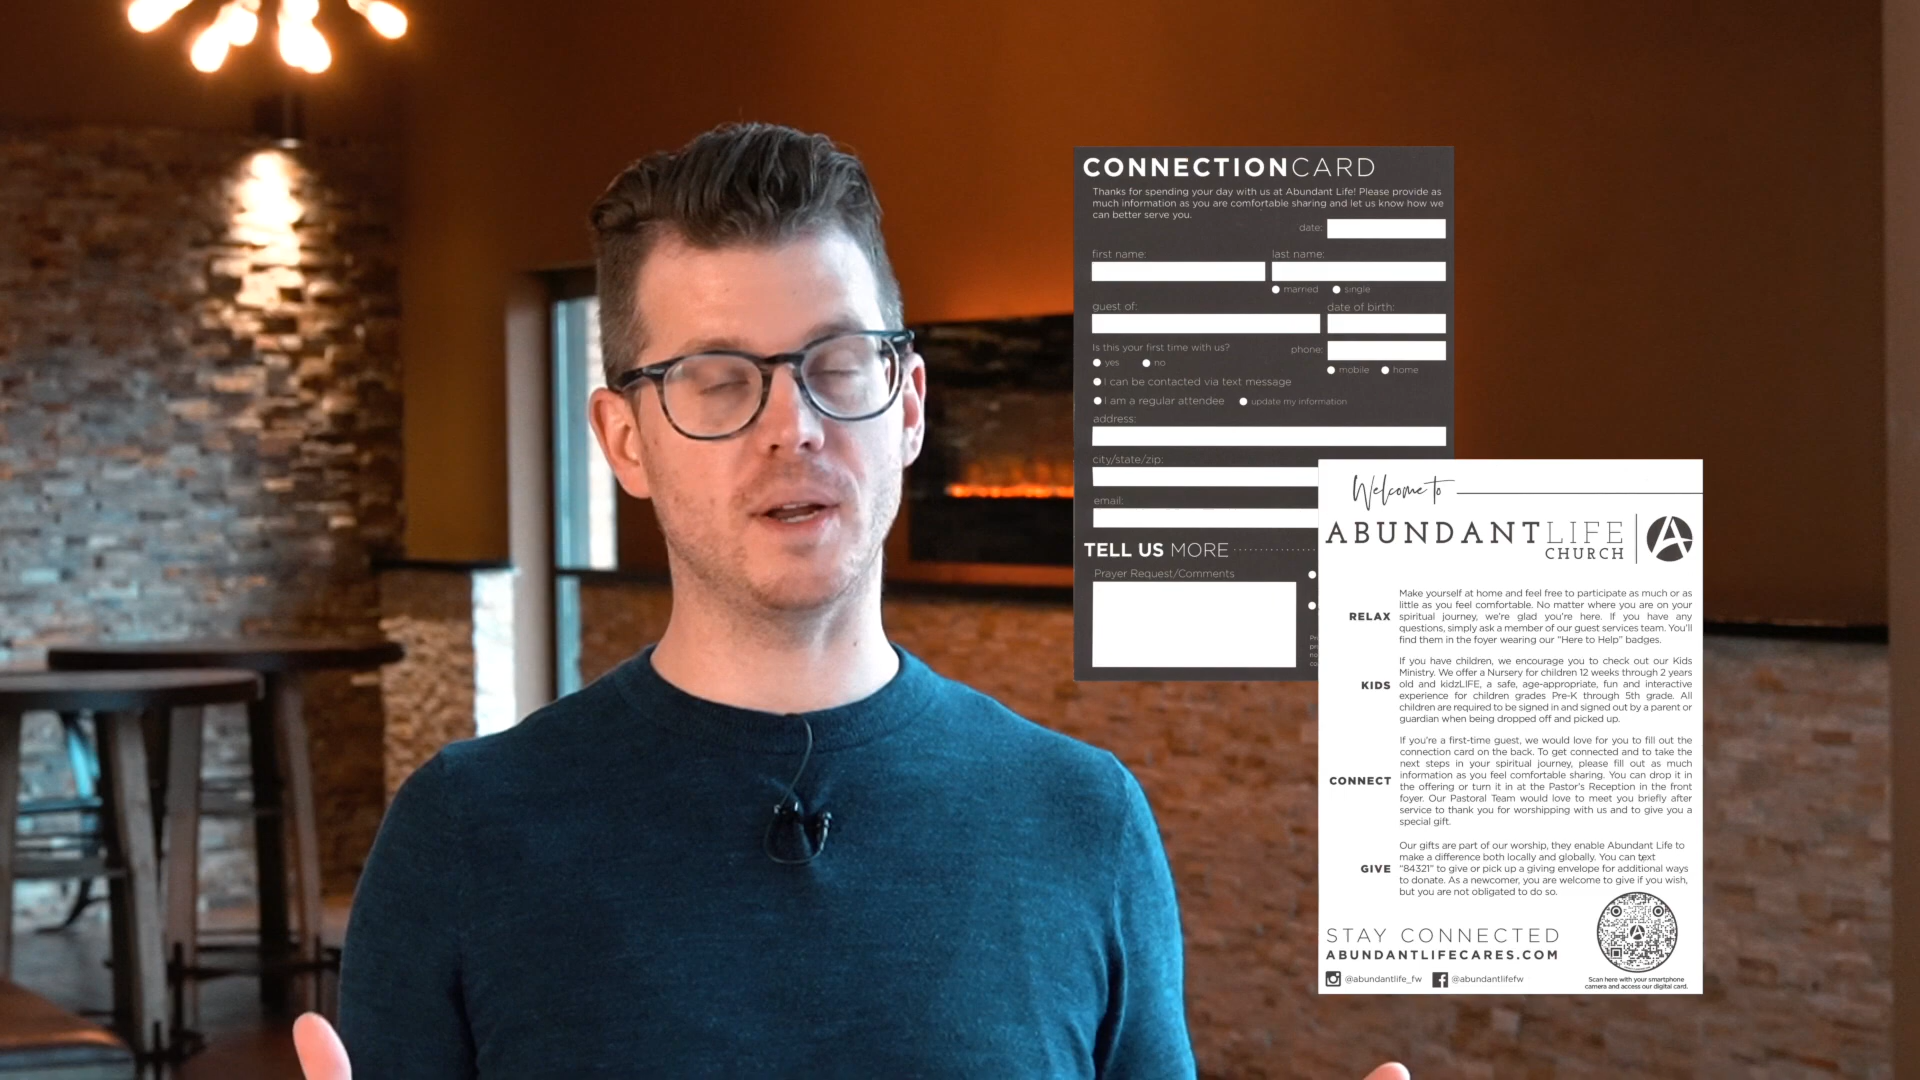 CONNECTIONCARD
Thanks for spending your day with us at Abundant Life! Please provide as
much information as you are comfortable sharing and let us know how we
can better serve you.
date:
first name:
last name:
married
single
guest of:
date of birth:
Is this your first time with us?
phone:
yes
no
mobile
home
I can be contacted via text message
I am a regular attendee
update my information
address:
city/state/zip:
email:
TELL US MORE
Prayer Request/Comments
Welcome to
ABUNDANTLIFE
CHURCH
RELAX
Make yourself at home and feel free to participate as much or as
little as you feel comfortable. No matter where you are on your
spiritual journey, we're glad you're here. If you have any
questions, simply ask a member of our guest services team. You'll
find them in the foyer wearing our "Here to Help" badges.
KIDS
If you have children, we encourage you to check out our Kids
Ministry. We offer a Nursery for children 12 weeks through 2 years
old and kidzLIFE, a safe, age-appropriate, fun and interactive
experience for children grades Pre-K through 5th grade. All
children are required to be signed in and signed out by a parent or
guardian when being dropped off and picked up.
CONNECT
If you're a first-time guest, we would love for you to fill out the
connection card on the back. To get connected and to take the
next steps in your spiritual journey, please fill out as much
information as you feel comfortable sharing. You can drop it in
the offering or turn it in at the Pastor's Reception in the front
foyer. Our Pastoral Team would love to meet you briefly after
service to thank you for worshipping with us and to give you a
special gift.
GIVE
Our gifts are part of our worship, they enable Abundant Life to
make a difference both locally and globally. You can text
"84321" to give or pick up a giving envelope for additional ways
to donate. As a newcomer, you are welcome to give if you wish,
but you are not obligated to do so.
STAY CONNECTED
ABUNDANTLIFECARES.COM
@abundantlife_fw
@abundantlifefw
Scan here with your smartphone
camera and access our digital card.